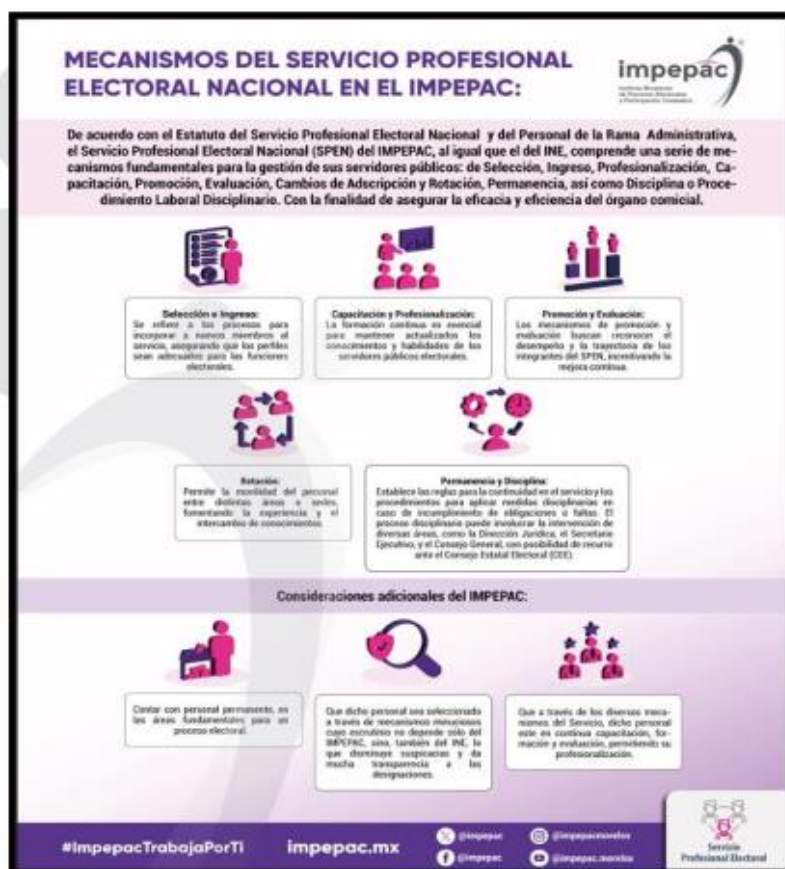 MECANISMOS DEL SERVICIO PROFESIONAL
ELECTORAL NACIONAL EN EL IMPEPAC:
impepac
Instituto Morelense
de Procesos Electorales
y Participación Ciudadana
De acuerdo con el Estatuto del Servicio Profesional Electoral Nacional y del Personal de la Rama Administrativa,
el Servicio Profesional Electoral Nacional (SPEN) del IMPEPAC, al igual que el del INE, comprende una serie de me-
canismos fundamentales para la gestión de sus servidores públicos: de Selección, Ingreso, Profesionalización, Ca-
pacitación, Promoción, Evaluación, Cambios de Adscripción y Rotación, Permanencia, así como Disciplina o Proce-
dimiento Laboral Disciplinario. Con la finalidad de asegurar la eficacia y eficiencia del órgano comicial.
Selección e Ingreso:
Se refiere a los procesos para
incorporar a nuevos miembros al
servicio, asegurando que los perfiles
sean adecuados para las funciones
electorales.
Capacitación y Profesionalización:
La formación continua es esencial
para mantener actualizados los
conocimientos y habilidades de los
servidores públicos electorales.
Promoción y Evaluación:
Los mecanismos de promoción y
evaluación buscan reconocer el
desempeño y la trayectoria de los
integrantes del SPEN, incentivando la
mejora continua.
Rotación:
Permite la movilidad del personal
entre distintas áreas o sedes,
fomentando la experiencia y el
intercambio de conocimientos.
Permanencia y Disciplina:
Establece las reglas para la continuidad en el servicio y los
procedimientos para aplicar medidas disciplinarias en
caso de incumplimiento de obligaciones o faltas. El
proceso disciplinario puede involucrar la intervención de
diversas áreas, como la Dirección Jurídica, el Secretario
Ejecutivo, y el Consejo General, con posibilidad de recurrir
ante el Consejo Estatal Electoral (CEE).
Consideraciones adicionales del IMPEPAC:
Contar con personal permanente, en
las áreas fundamentales para un
proceso electoral.
Que dicho personal sea seleccionado
a través de mecanismos minuciosos
cuyo escrutinio no depende solo del
IMPEPAC, sino, también del INE, lo
que disminuye suspicacias y da
mucha transparencia a las
designaciones.
Que a través de los diversos meca-
nismos del Servicio, dicho personal
este en continua capacitación, for-
mación y evaluación, permitiendo su
profesionalización.
#ImpepacTrabajaPorTi
impepac.mx
@impepac
@impepacmorelos
@impepac
@impepac.morelos
Servicio
Profesional Electoral